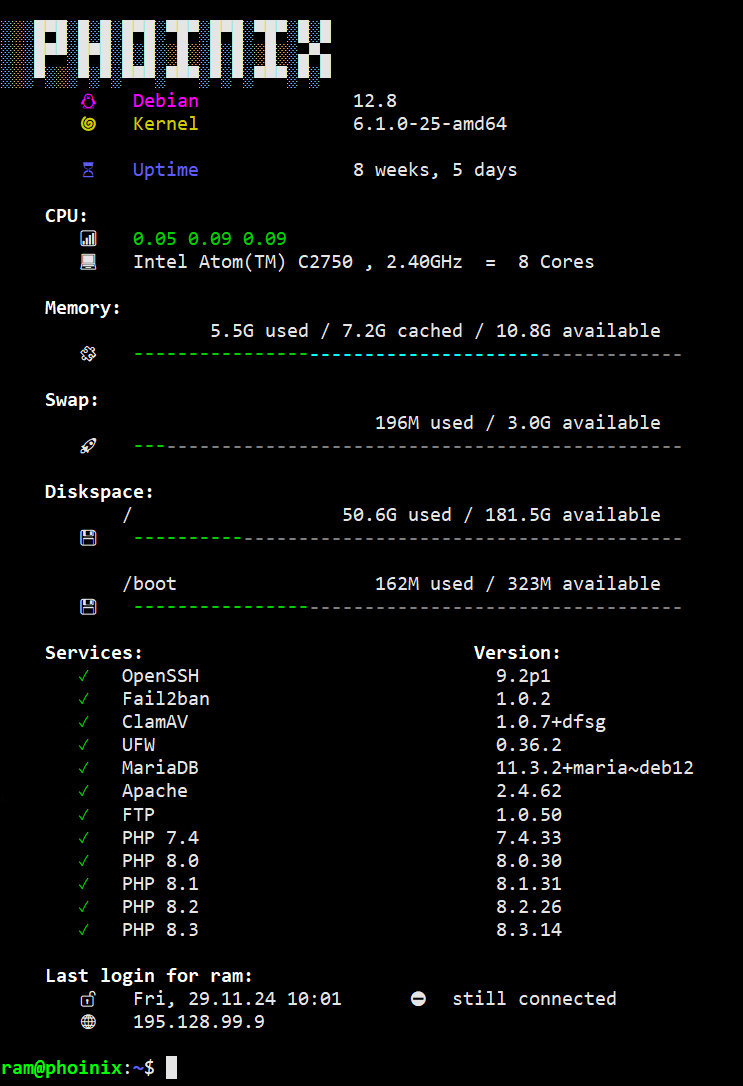 PHOINIX
Debian 12.8
Kernel 6.1.0-25-amd64
Uptime 8 weeks, 5 days
CPU:
0.05 0.09 0.09
Intel Atom(TM) C2750 , 2.40GHz = 8 Cores
Memory:
5.5G used / 7.2G cached / 10.8G available
Swap:
196M used / 3.0G available
Diskspace:
/ 50.6G used / 181.5G available
/boot 162M used / 323M available
Services: Version:
✓ OpenSSH 9.2p1
✓ Fail2ban 1.0.2
✓ ClamAV 1.0.7+dfsg
✓ UFW 0.36.2
✓ MariaDB 11.3.2+maria~deb12
✓ Apache 2.4.62
✓ FTP 1.0.50
✓ PHP 7.4 7.4.33
✓ PHP 8.0 8.0.30
✓ PHP 8.1 8.1.31
✓ PHP 8.2 8.2.26
✓ PHP 8.3 8.3.14
Last login for ram:
Fri, 29.11.24 10:01 still connected
195.128.99.9
ram@phoinix:~$